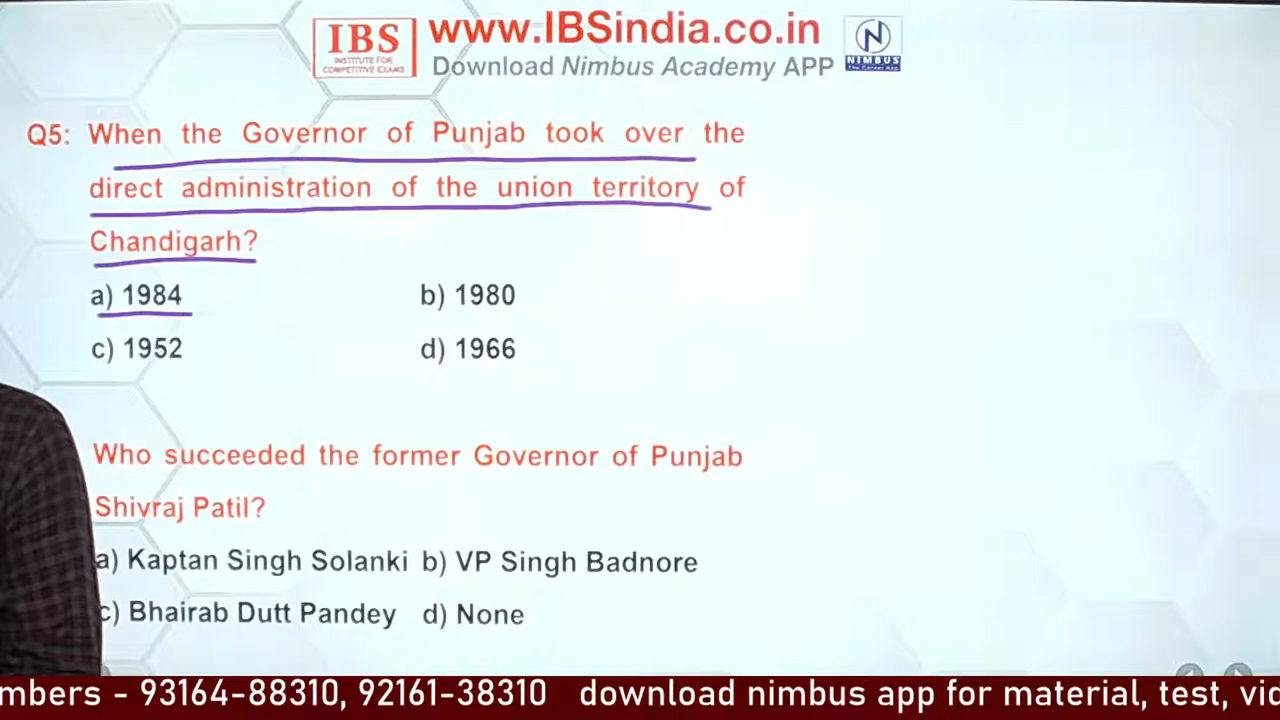 IBS
INSTITUTE FOR
COMPETITIVE EXAMS
www.IBSindia.co.in
Download Nimbus Academy APP
N
NIMBUS
The Career App
Q5: When the Governor of Punjab took over the
direct administration of the union territory of
Chandigarh?
a) 1984 b) 1980
c) 1952 d) 1966
Who succeeded the former Governor of Punjab
Shivraj Patil?
a) Kaptan Singh Solanki b) VP Singh Badnore
c) Bhairab Dutt Pandey d) None
mbers - 93164-88310, 92161-38310 download nimbus app for material, test, vid